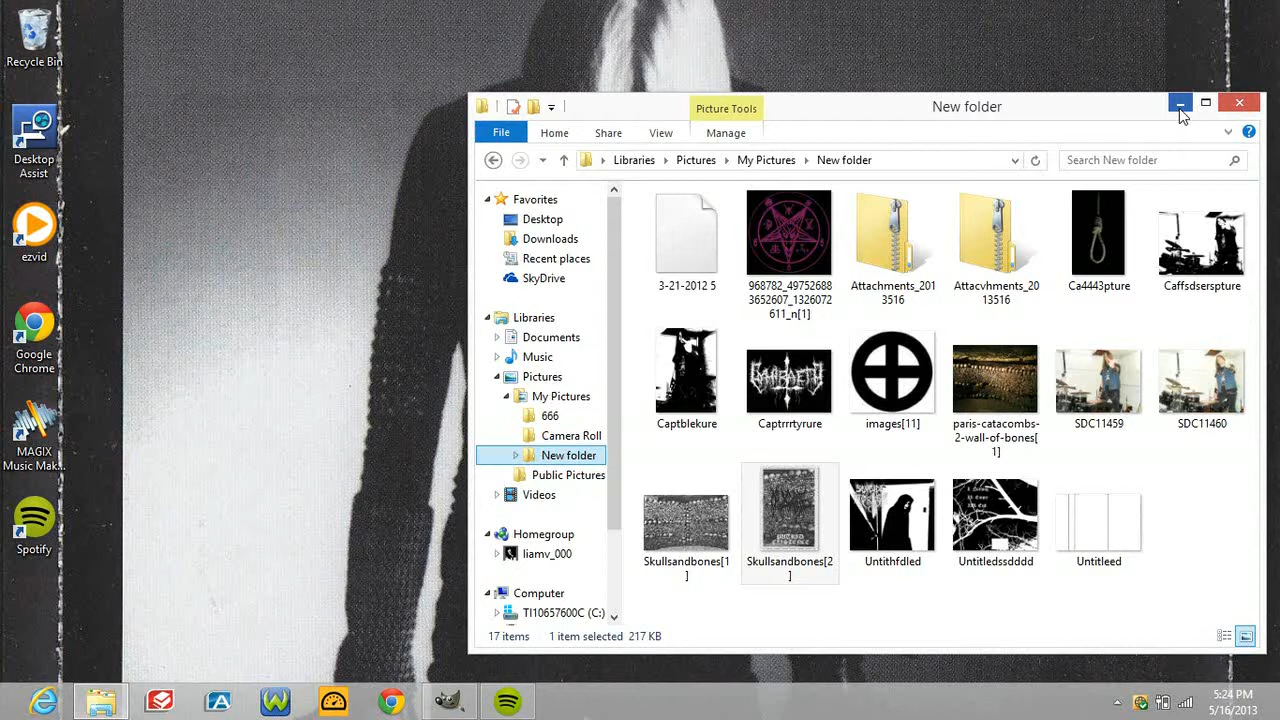 Recycle Bin
Desktop
Assist
ezvid
Google
Chrome
MAGIX
Music Mak...
Spotify
Picture Tools
New folder
File
Home
Share
View
Manage
Libraries
Pictures
My Pictures
New folder
Search New folder
Favorites
Desktop
Downloads
Recent places
SkyDrive
Libraries
Documents
Music
Pictures
My Pictures
666
Camera Roll
New folder
Public Pictures
Videos
Homegroup
liamv_000
Computer
TI10657600C (C:)
3-21-2012 5
968782_49752688
3652607_1326072
611_n[1]
Attachments_201
3516
Attacvhments_20
13516
Ca4443pture
Caffsdserspture
Captblekure
Captrrrtyrure
images[11]
paris-catacombs-
2-wall-of-bones[
1]
SDC11459
SDC11460
Skullsandbones[1
]
Skullsandbones[2
]
Untithfdled
Untitledssdddd
Untitleed
17 items
1 item selected 217 KB
5:24 PM
5/16/2013